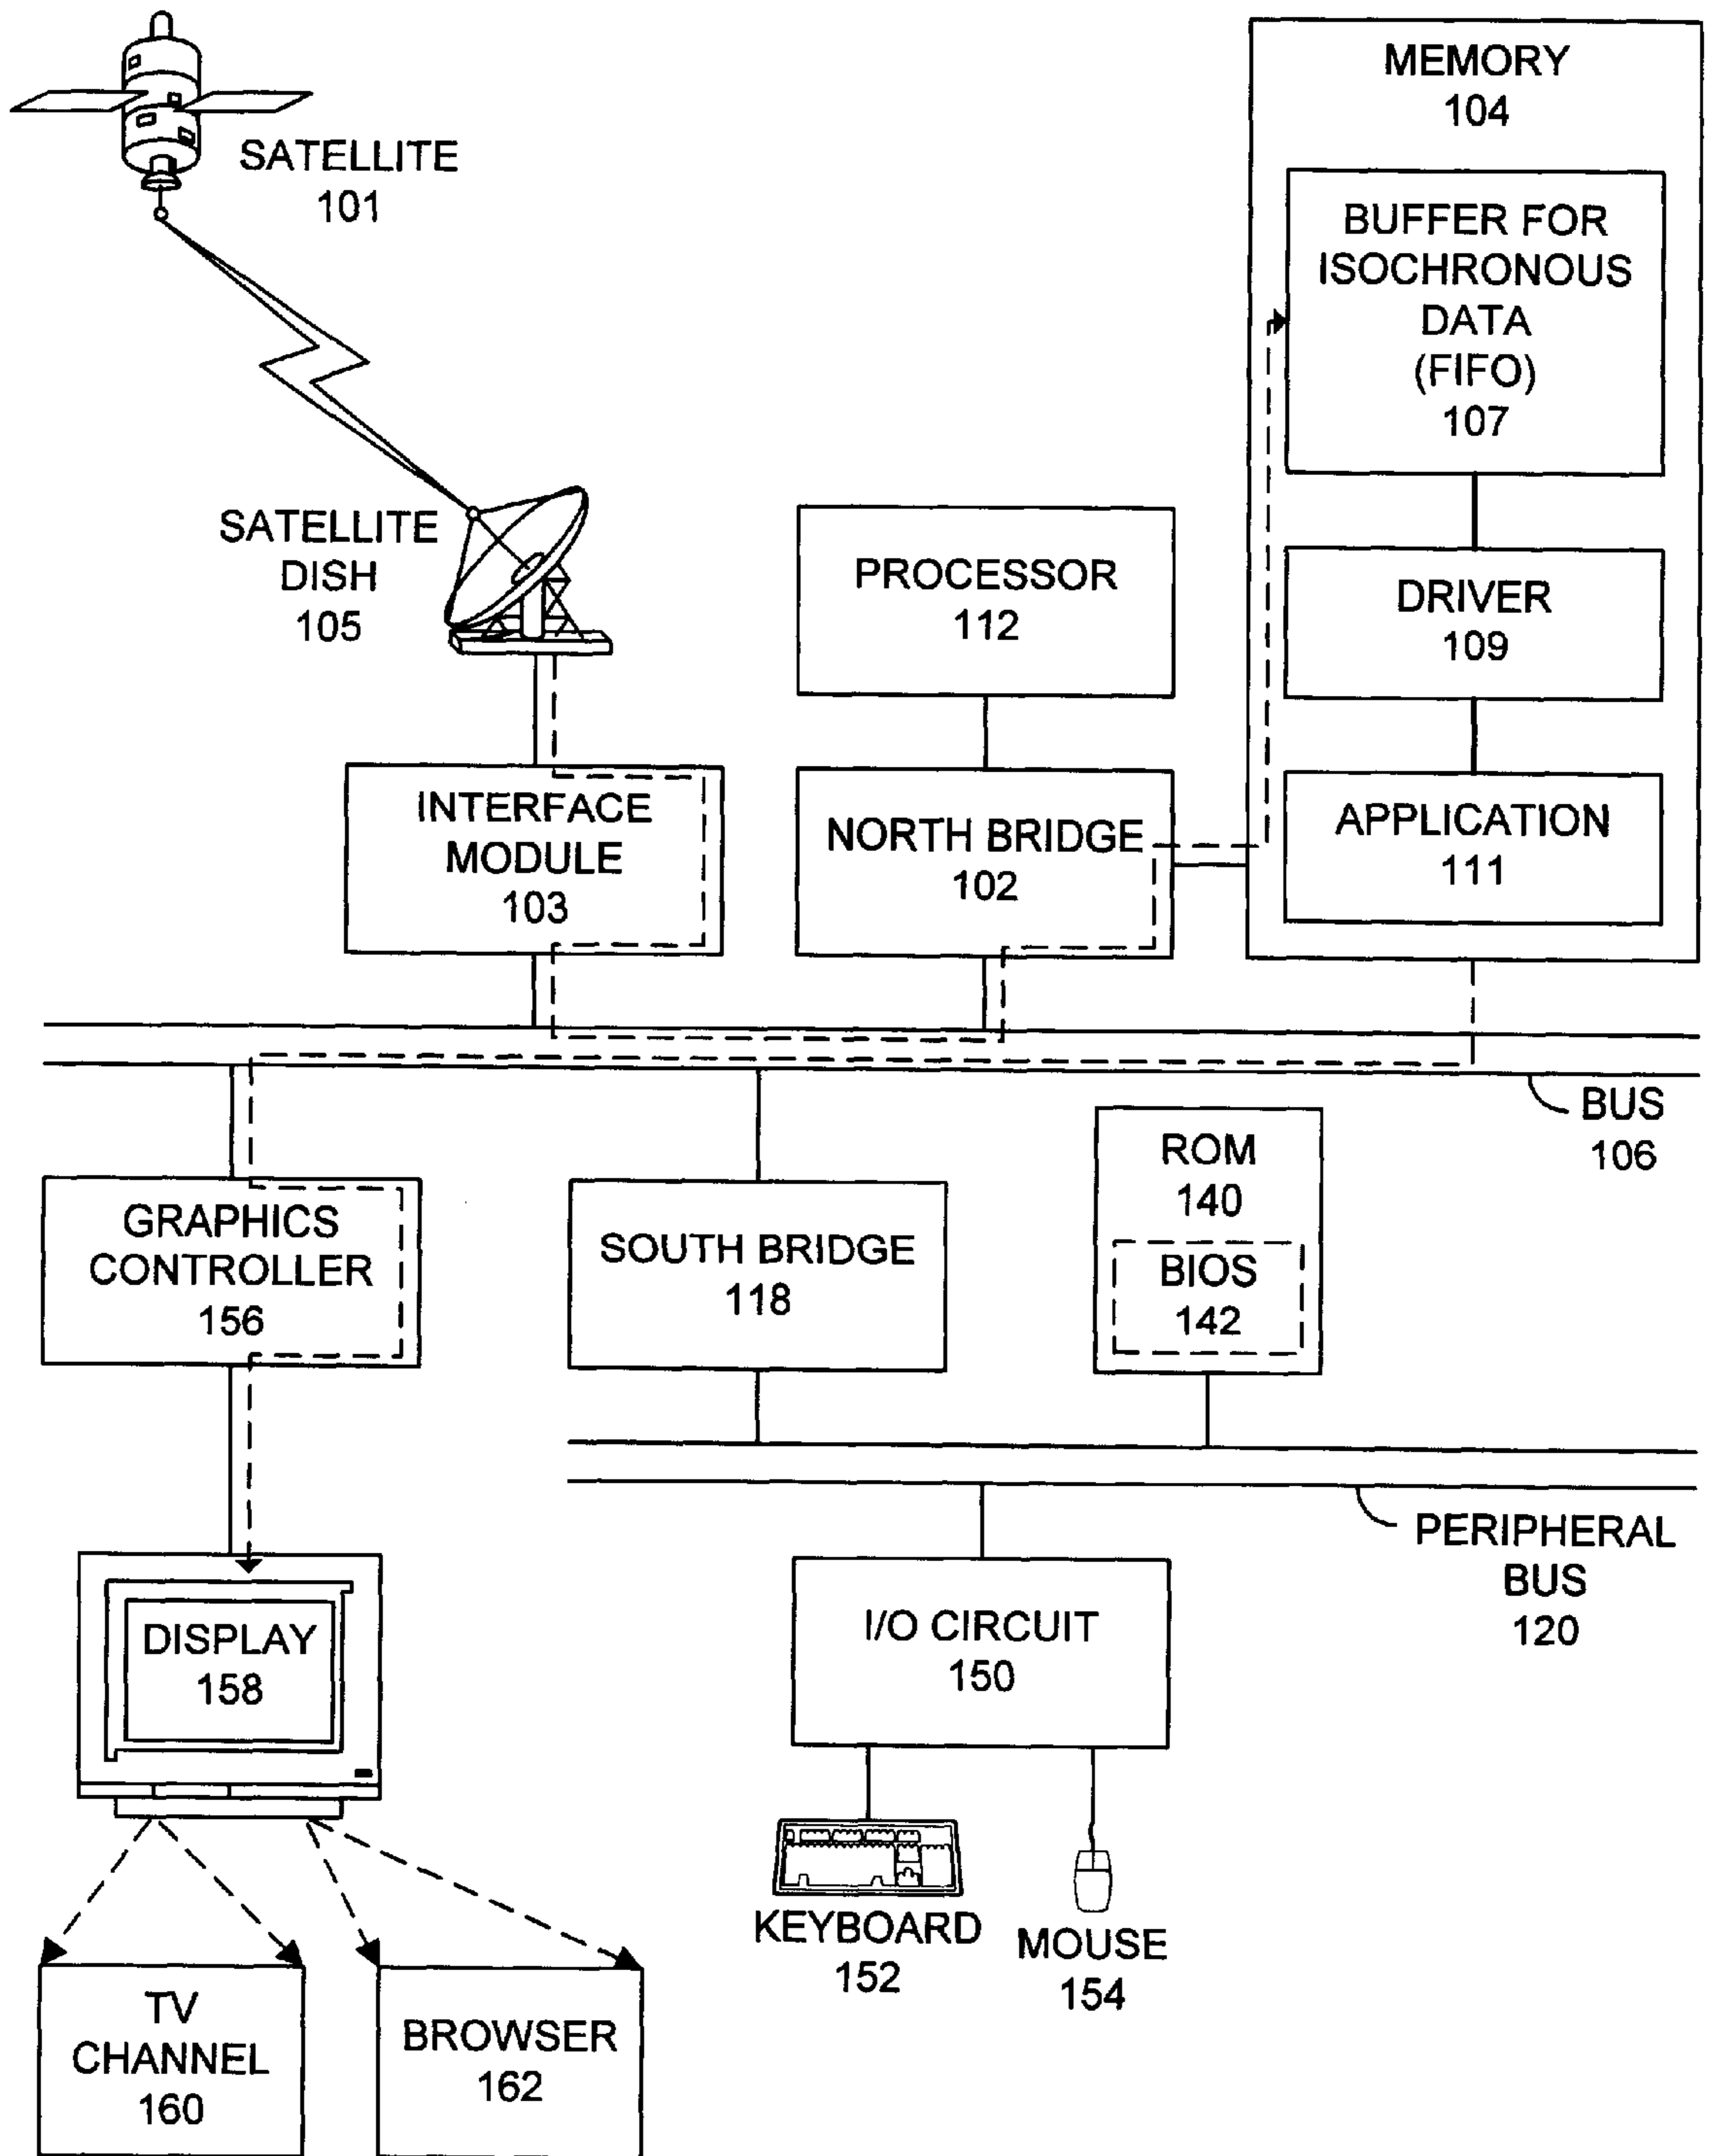 SATELLITE
101
MEMORY
104
BUFFER FOR
ISOCHRONOUS
DATA
(FIFO)
107
SATELLITE
DISH
105
PROCESSOR
112
DRIVER
109
INTERFACE
MODULE
103
NORTH BRIDGE
102
APPLICATION
111
BUS
106
GRAPHICS
CONTROLLER
156
SOUTH BRIDGE
118
ROM
140
BIOS
142
PERIPHERAL
BUS
120
DISPLAY
158
I/O CIRCUIT
150
KEYBOARD
152
MOUSE
154
TV
CHANNEL
160
BROWSER
162